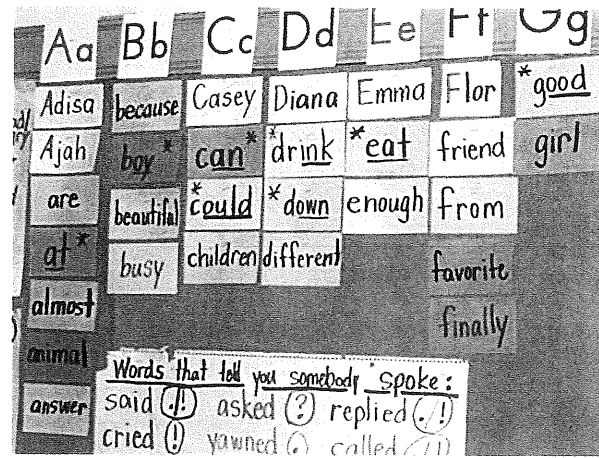 Aa Bb Cc Dd Ee Ff Gg
Adisa because Casey Diana Emma Flor *good
Ajah boy* can* *drink *eat friend girl
are beautiful *could *down enough from
at* busy children different favorite
almost finally
animal
answer
Words that tell you somebody spoke:
said (./!) asked (?) replied (./!)
cried (!) yawned (.) called (./!)